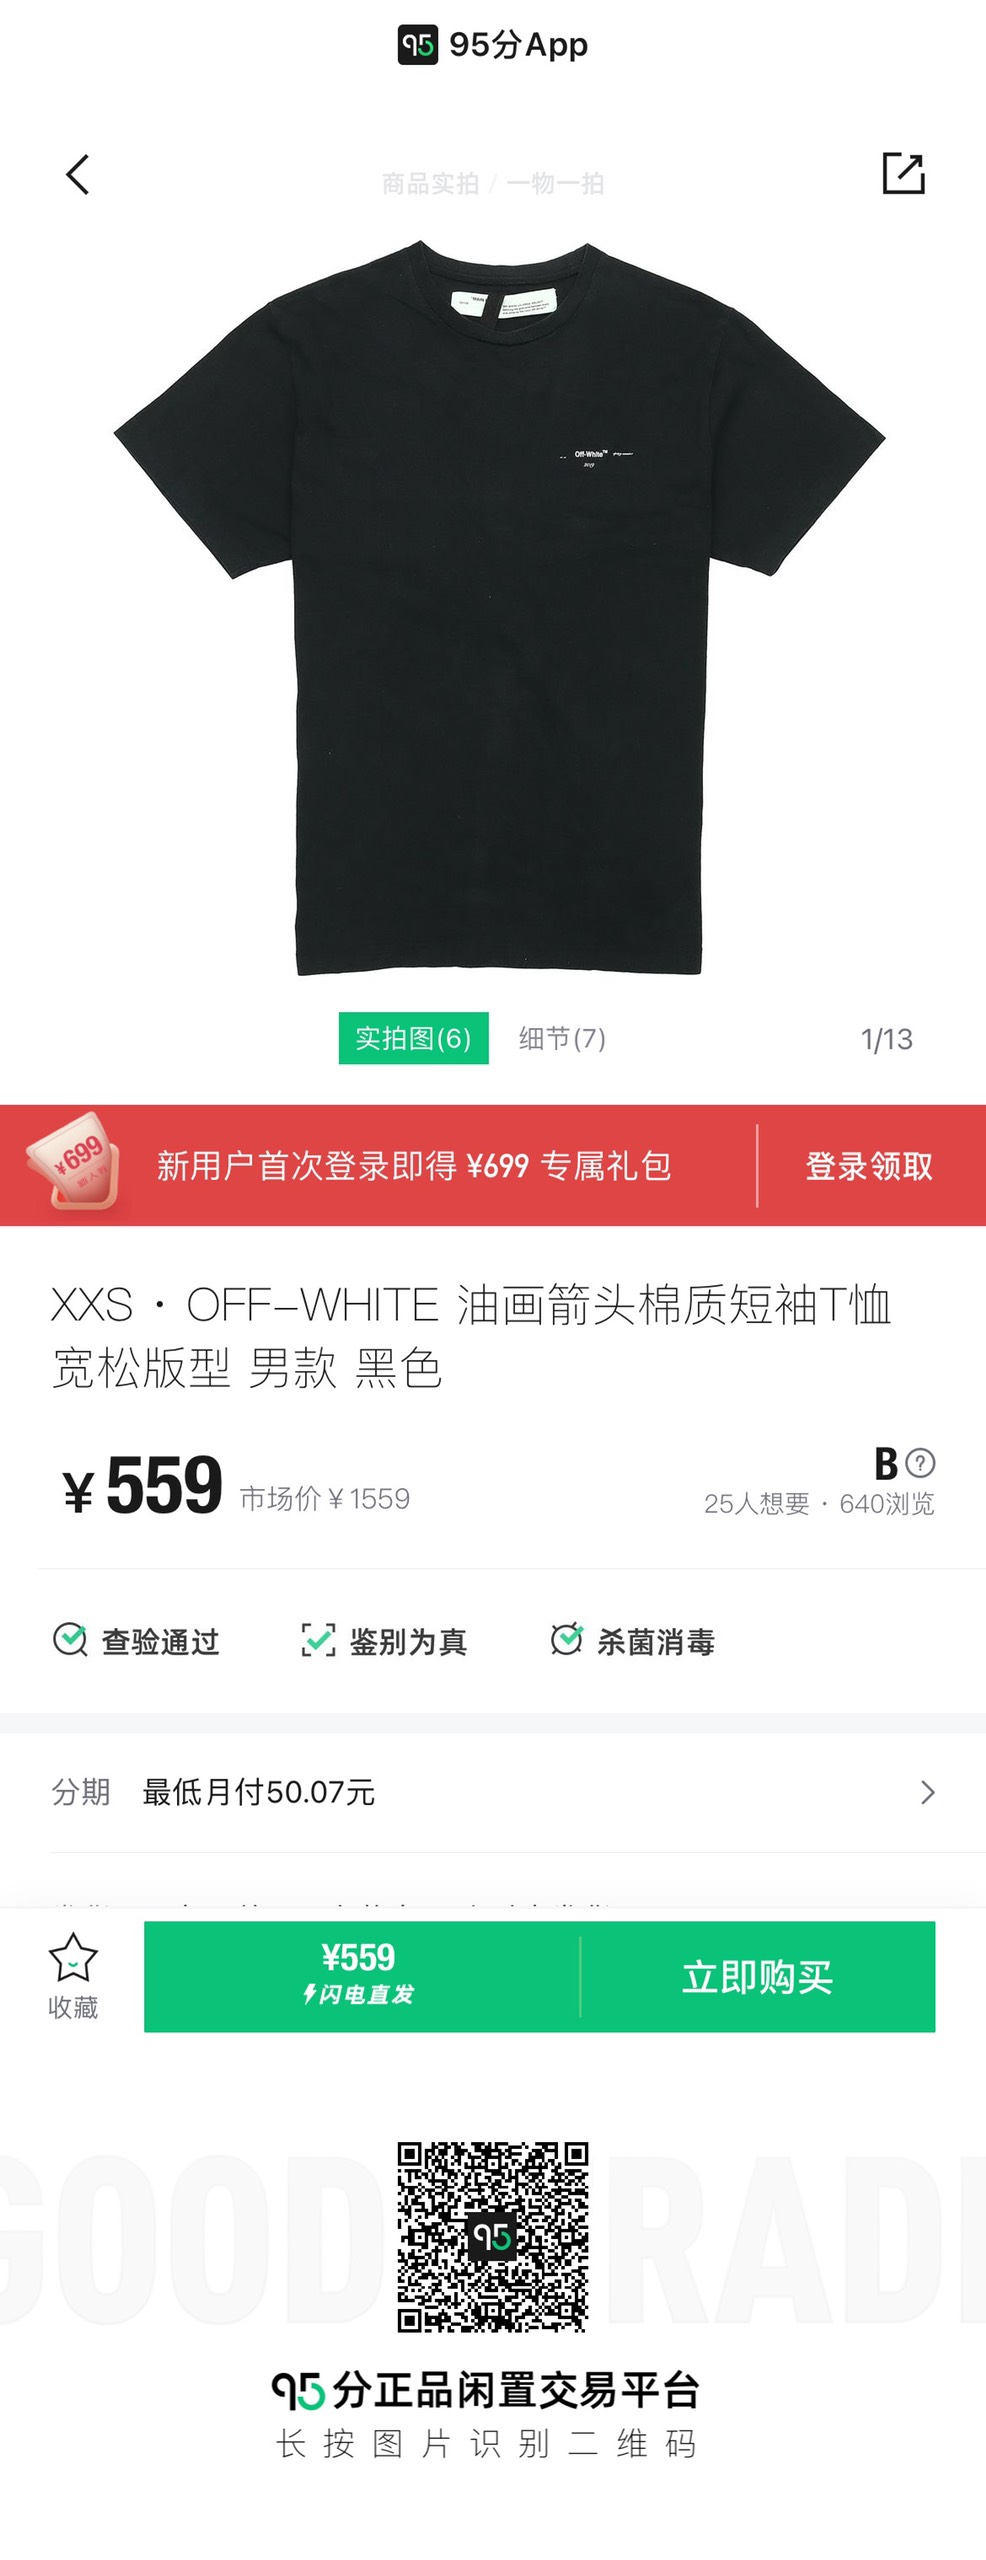 95分App
商品实拍 / 一物一拍
Off-White™
2019
实拍图(6) 细节(7) 1/13
¥699
新用户首次登录即得 ¥699 专属礼包 登录领取
XXS · OFF-WHITE 油画箭头棉质短袖T恤
宽松版型 男款 黑色
¥559 市场价¥1559
B?
25人想要 · 640浏览
查验通过 鉴别为真 杀菌消毒
分期 最低月付50.07元
¥559
闪电直发
立即购买
收藏
GOOD
RAD
95
95分正品闲置交易平台
长按图片识别二维码